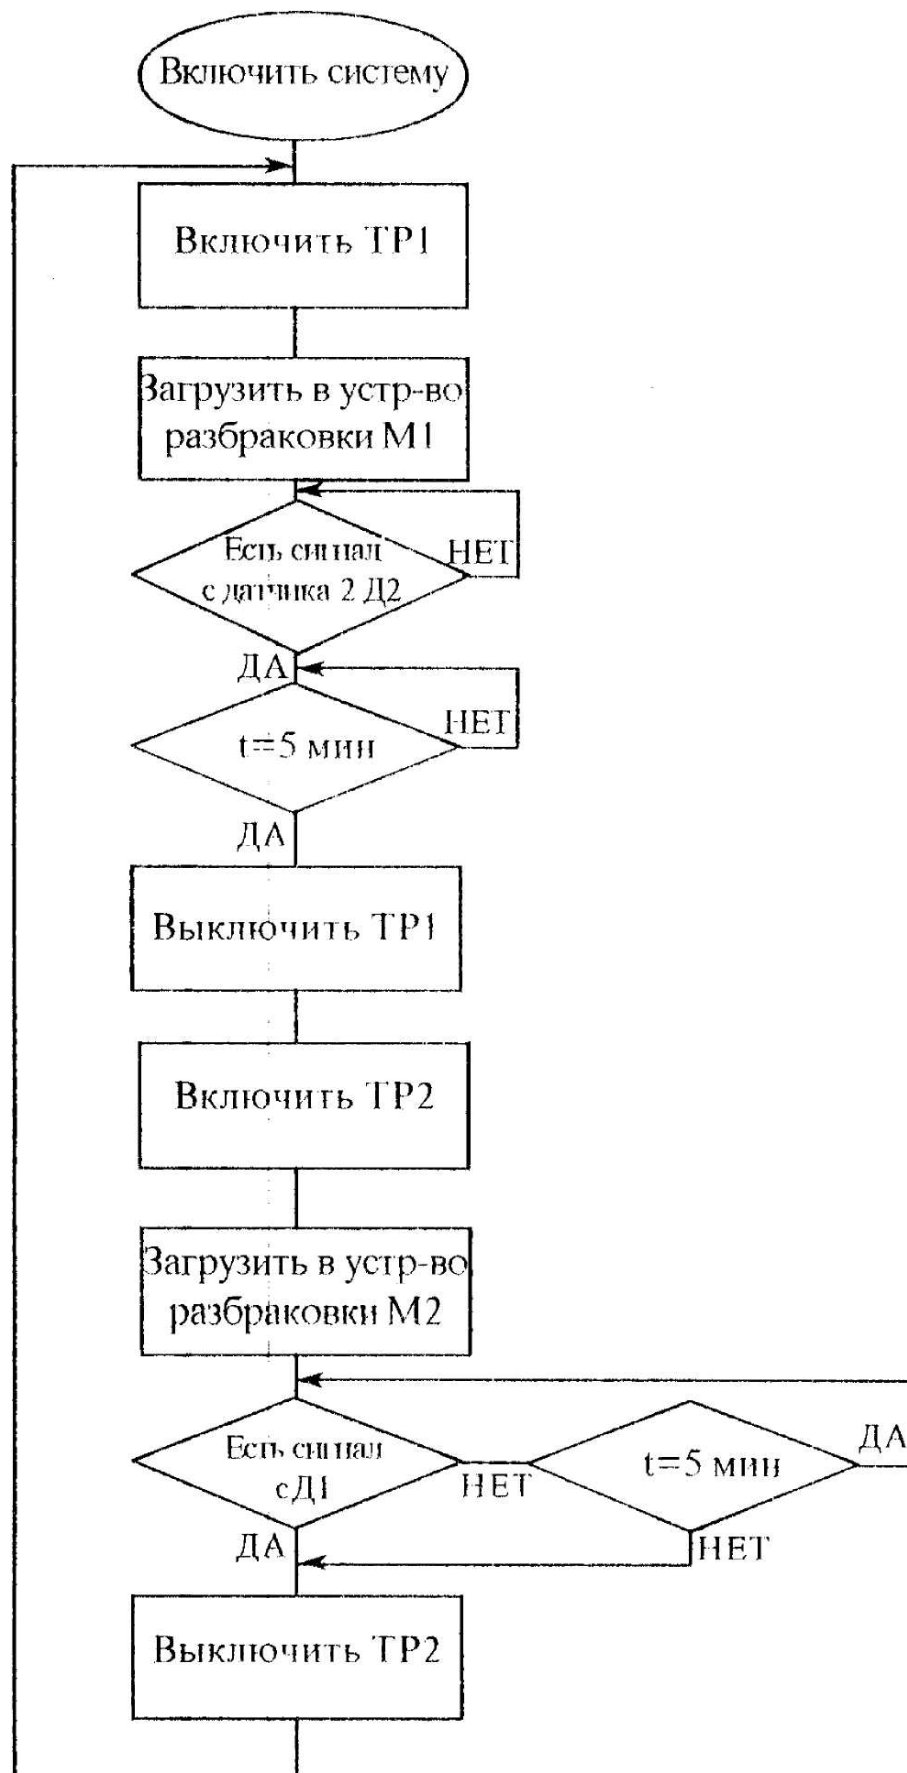 Включить систему
Включить ТР1
Загрузить в устр-во
разбраковки М1
Есть сигнал
с датчика 2 Д2
НЕТ
ДА
t=5 мин
НЕТ
ДА
Выключить ТР1
Включить ТР2
Загрузить в устр-во
разбраковки М2
Есть сигнал
с Д1
НЕТ
t=5 мин
ДА
ДА
НЕТ
Выключить ТР2